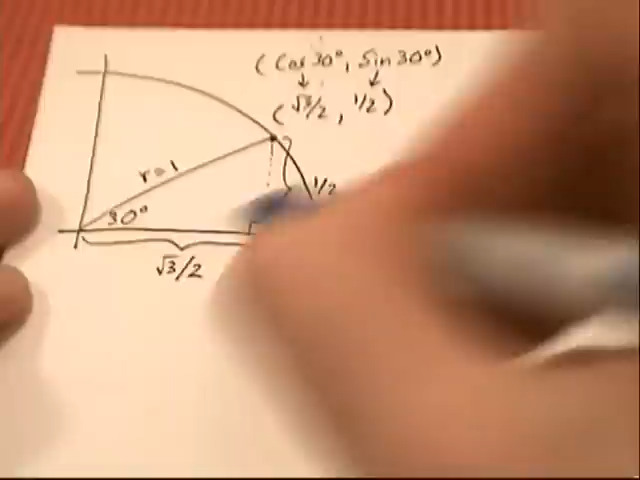 (Cos 30°, Sin 30°)
(√3/2, 1/2)
r=1
1/2
30°
√3/2